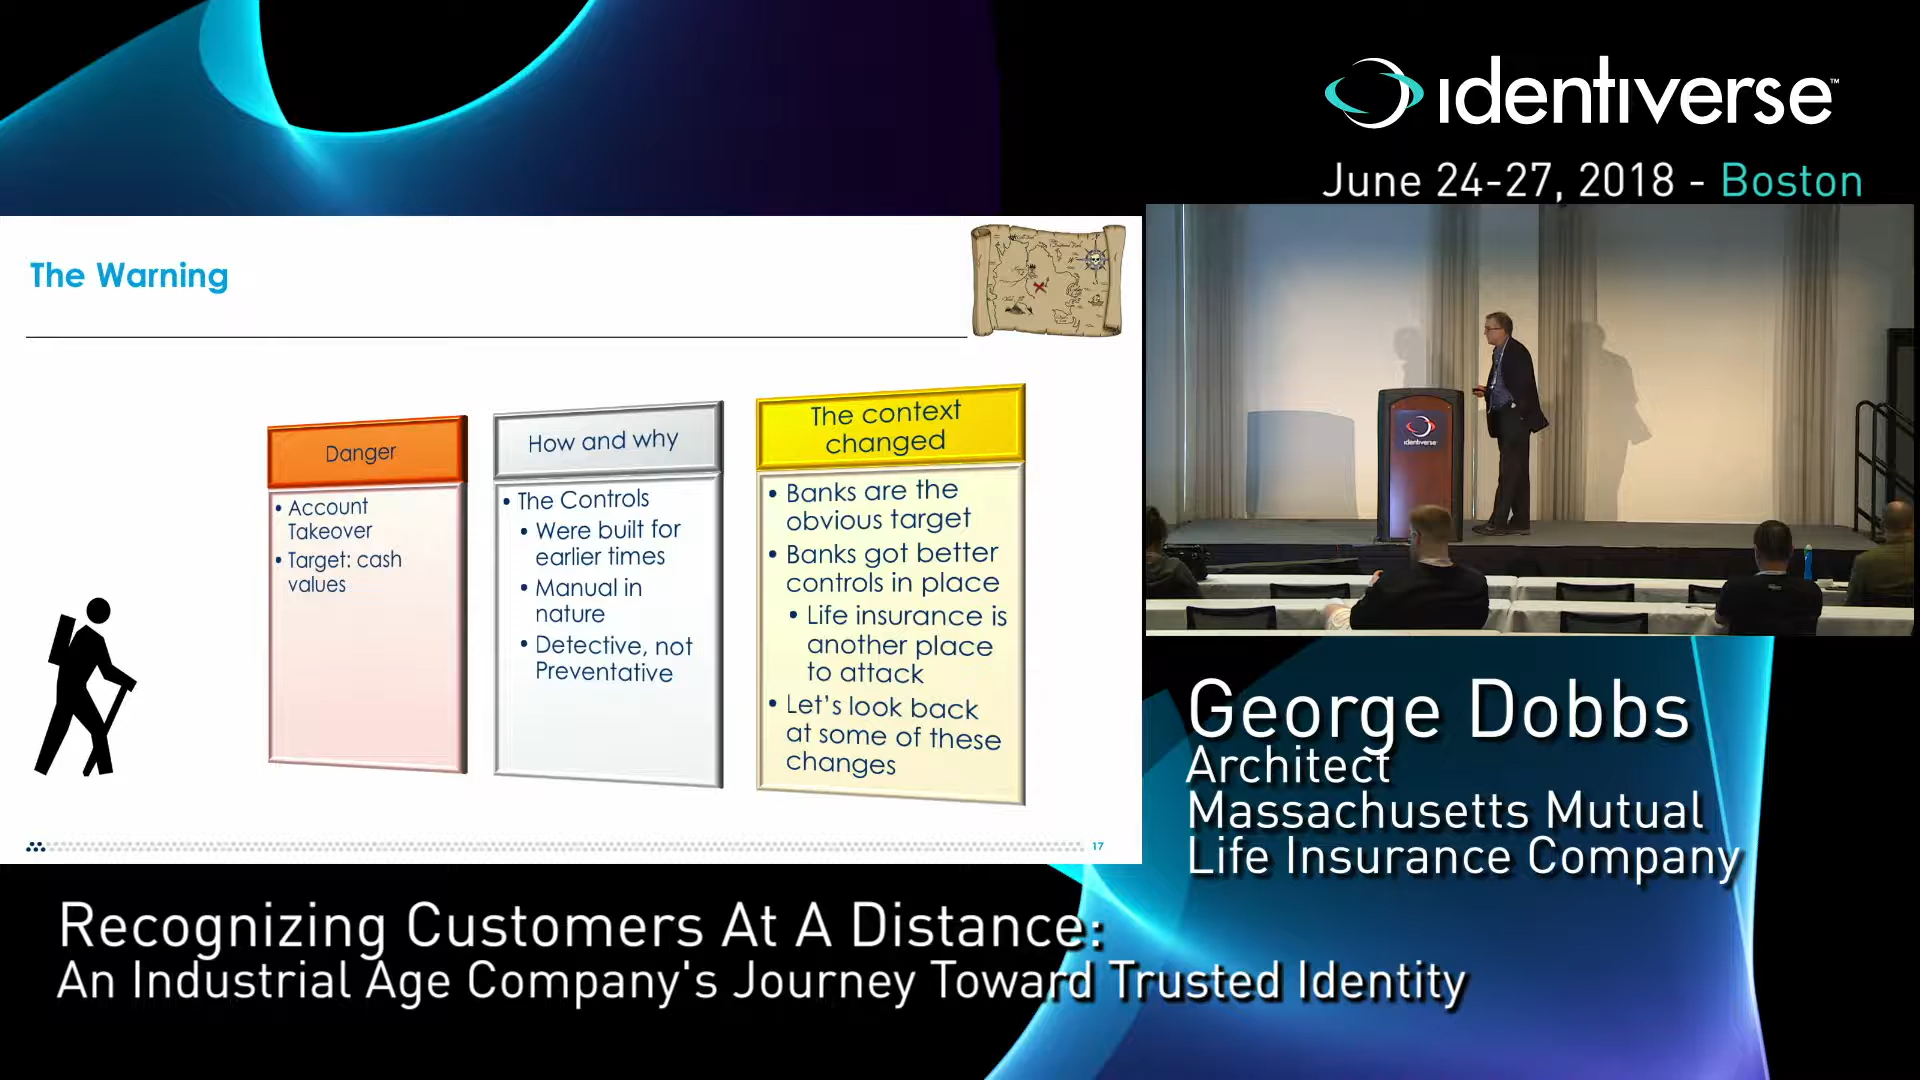 identiverse™
June 24-27, 2018 - Boston
The Warning
Danger
• Account
Takeover
• Target: cash
values
How and why
• The Controls
• Were built for
earlier times
• Manual in
nature
• Detective, not
Preventative
The context
changed
• Banks are the
obvious target
• Banks got better
controls in place
• Life insurance is
another place
to attack
• Let’s look back
at some of these
changes
17
identiverse
George Dobbs
Architect
Massachusetts Mutual
Life Insurance Company
Recognizing Customers At A Distance:
An Industrial Age Company's Journey Toward Trusted Identity